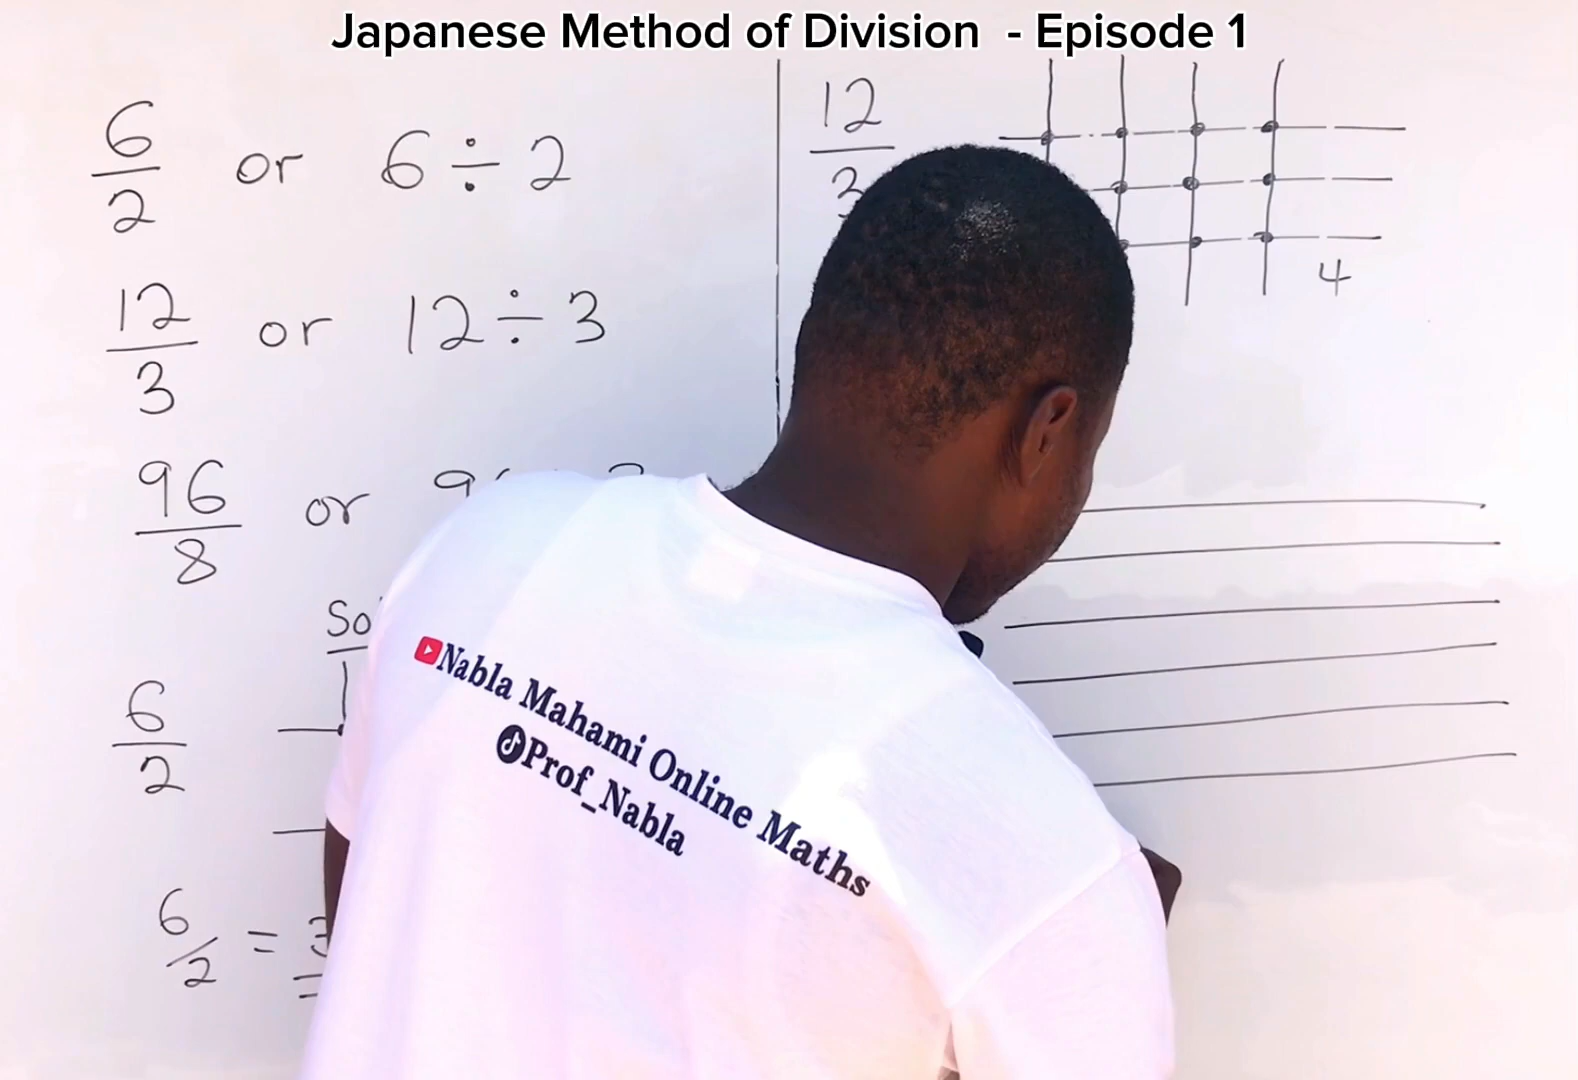 Japanese Method of Division - Episode 1
6/2 or 6 ÷ 2
12/3 or 12 ÷ 3
96/8 or
6/2
6/2 =
12/3
4
Nabla Mahami Online Maths
Prof_Nabla